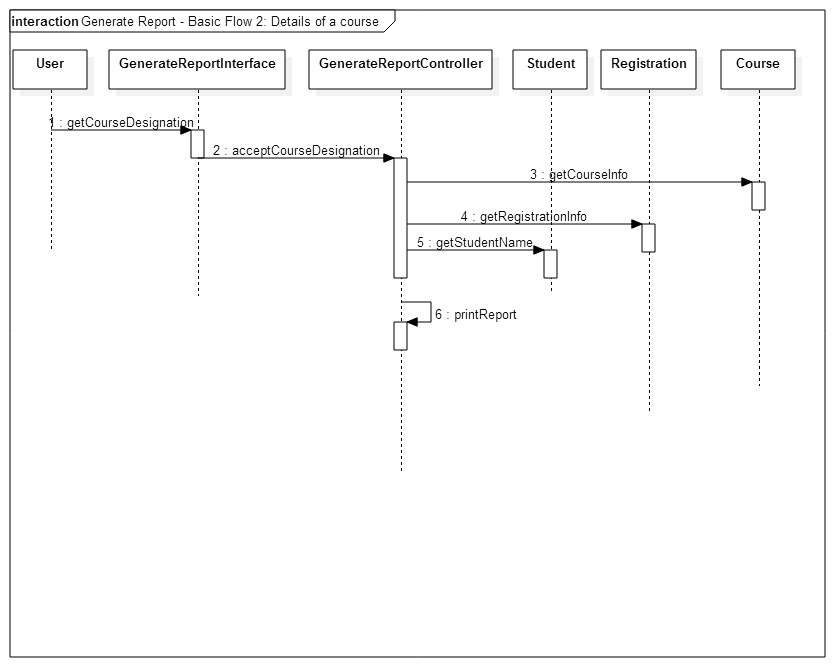 interaction Generate Report - Basic Flow 2: Details of a course
User
GenerateReportInterface
GenerateReportController
Student
Registration
Course
1 : getCourseDesignation
2 : acceptCourseDesignation
3 : getCourseInfo
4 : getRegistrationInfo
5 : getStudentName
6 : printReport